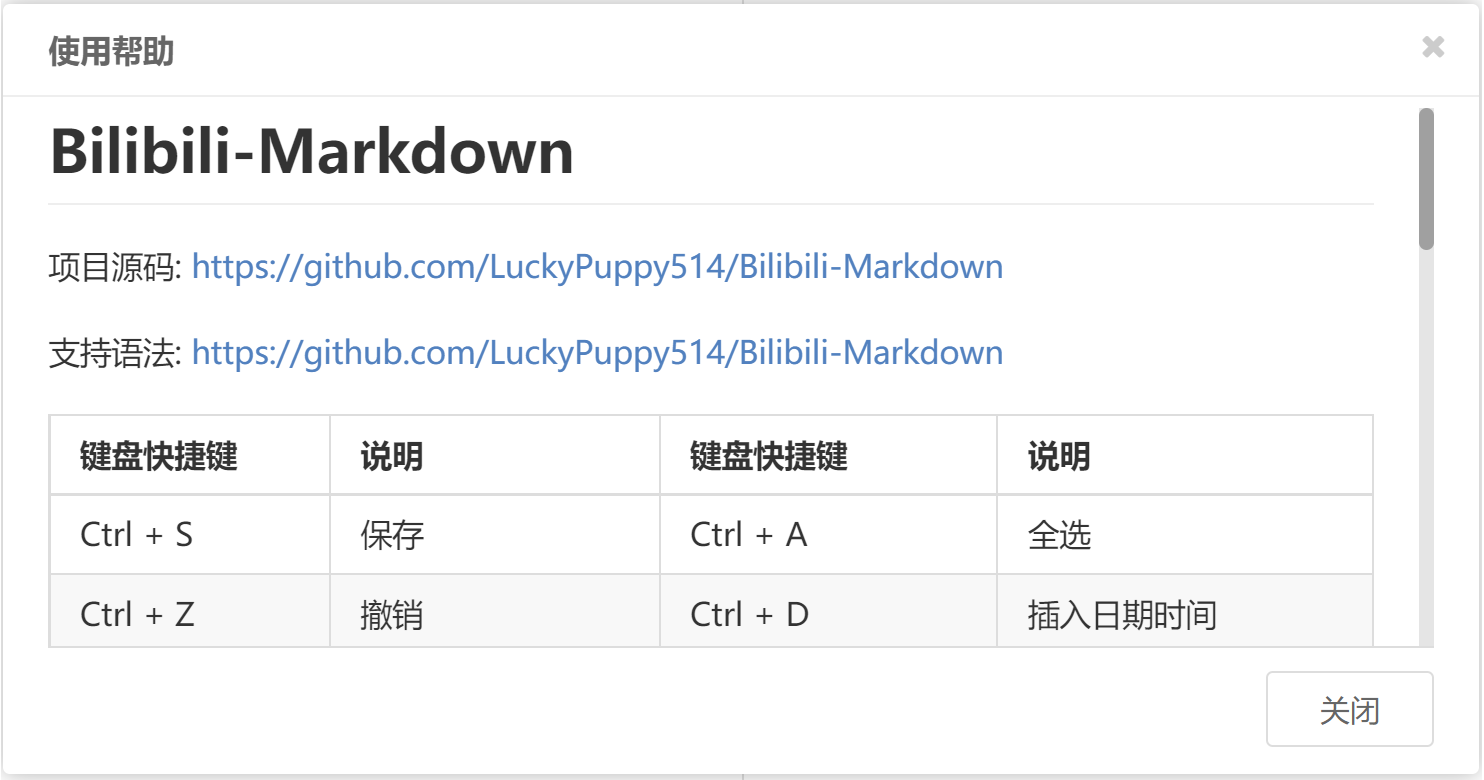 使用帮助
Bilibili-Markdown
项目源码: https://github.com/LuckyPuppy514/Bilibili-Markdown
支持语法: https://github.com/LuckyPuppy514/Bilibili-Markdown
键盘快捷键 说明 键盘快捷键 说明
Ctrl + S 保存 Ctrl + A 全选
Ctrl + Z 撤销 Ctrl + D 插入日期时间
关闭